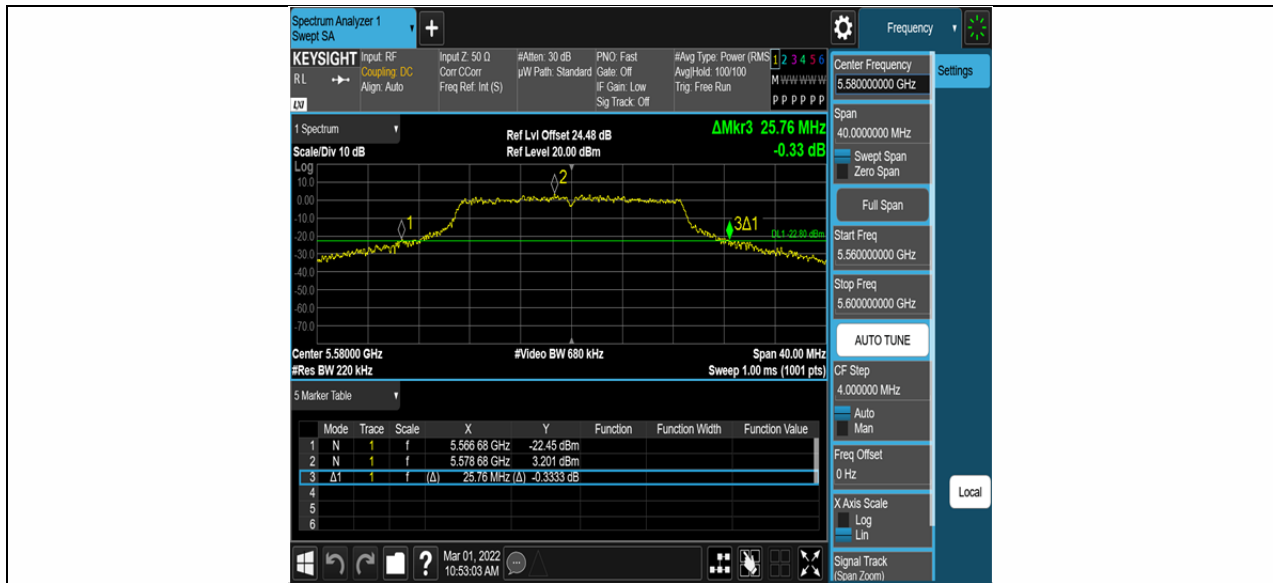 Spectrum Analyzer 1
Swept SA
+
Frequency
KEYSIGHT Input: RF Input Z: 50 Ω #Atten: 30 dB PNO: Fast #Avg Type: Power (RMS 1 2 3 4 5 6
RL Coupling: DC Corr CCorr µW Path: Standard Gate: Off Avg|Hold: 100/100 M W W W W W
Align: Auto Freq Ref: Int (S) IF Gain: Low Trig: Free Run
LXI Sig Track: Off P P P P P P
1 Spectrum
Ref Lvl Offset 24.48 dB ΔMkr3 25.76 MHz
Scale/Div 10 dB Ref Level 20.00 dBm -0.33 dB
Log
10.0
0.00
-10.0
-20.0
-30.0
-40.0
-50.0
-60.0
-70.0
2
1
3Δ1
DL1 -22.80 dBm
Center 5.58000 GHz #Video BW 680 kHz Span 40.00 MHz
#Res BW 220 kHz Sweep 1.00 ms (1001 pts)
5 Marker Table
Mode Trace Scale X Y Function Function Width Function Value
1 N 1 f 5.566 68 GHz -22.45 dBm
2 N 1 f 5.578 68 GHz 3.201 dBm
3 Δ1 1 f (Δ) 25.76 MHz (Δ) -0.3333 dB
4
5
6
?
Mar 01, 2022
10:53:03 AM
Center Frequency
5.580000000 GHz
Settings
Span
40.0000000 MHz
Swept Span
Zero Span
Full Span
Start Freq
5.560000000 GHz
Stop Freq
5.600000000 GHz
AUTO TUNE
CF Step
4.000000 MHz
Auto
Man
Freq Offset
0 Hz
Local
X Axis Scale
Log
Lin
Signal Track
(Span Zoom)